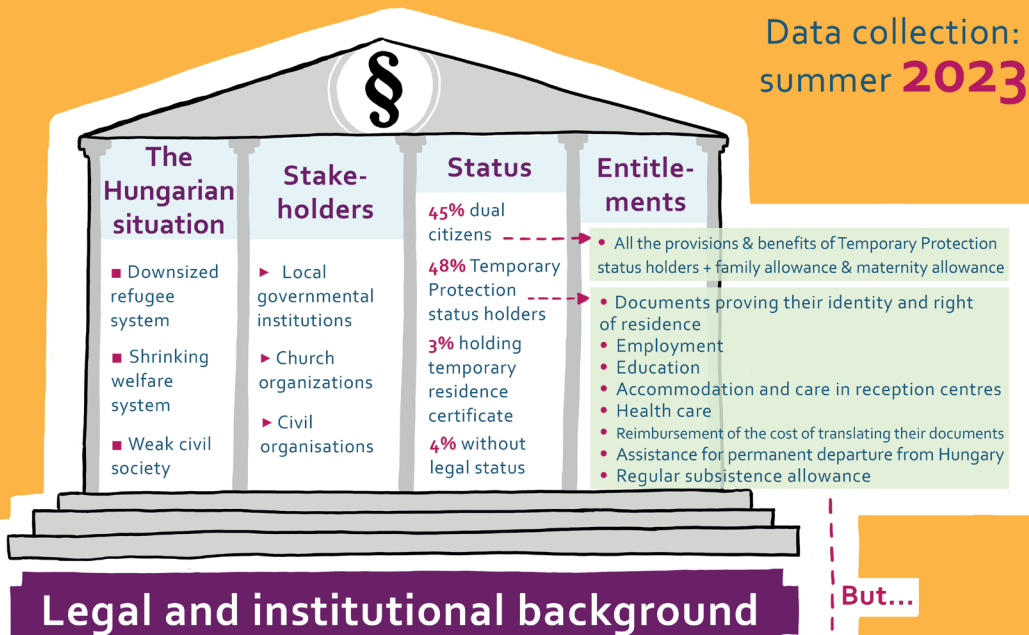 Data collection:
summer 2023
§
The
Hungarian
situation
■ Downsized
refugee
system
■ Shrinking
welfare
system
■ Weak civil
society
Stake-
holders
► Local
governmental
institutions
► Church
organizations
► Civil
organisations
Status
45% dual
citizens
48% Temporary
Protection
status holders
3% holding
temporary
residence
certificate
4% without
legal status
Entitle-
ments
• All the provisions & benefits of Temporary Protection
status holders + family allowance & maternity allowance
• Documents proving their identity and right
of residence
• Employment
• Education
• Accommodation and care in reception centres
• Health care
• Reimbursement of the cost of translating their documents
• Assistance for permanent departure from Hungary
• Regular subsistence allowance
Legal and institutional background
But...